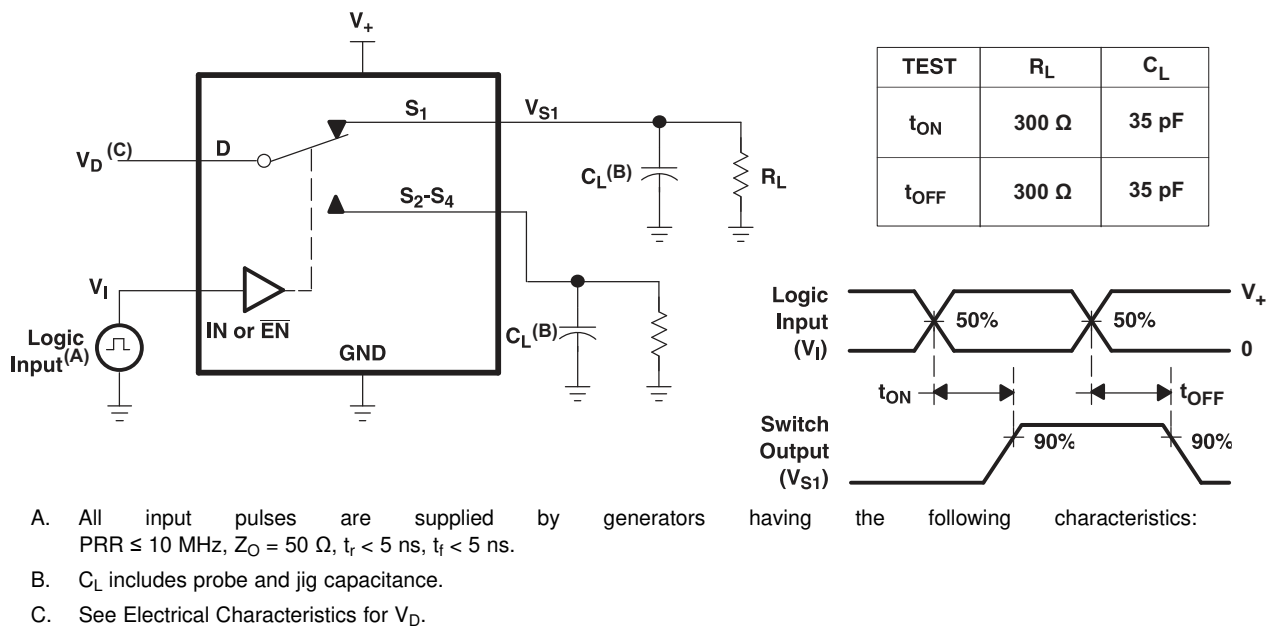 V+
S1
VS1
VD(C)
D
CL(B)
RL
S2-S4
VI
IN or EN
Logic
Input(A)
GND
CL(B)
TEST RL CL
tON 300 Ω 35 pF
tOFF 300 Ω 35 pF
Logic
Input
(VI)
50%
50%
V+
0
tON
tOFF
Switch
Output
(VS1)
90%
90%
A. All input pulses are supplied by generators having the following characteristics:
PRR ≤ 10 MHz, ZO = 50 Ω, tr < 5 ns, tf < 5 ns.
B. CL includes probe and jig capacitance.
C. See Electrical Characteristics for VD.